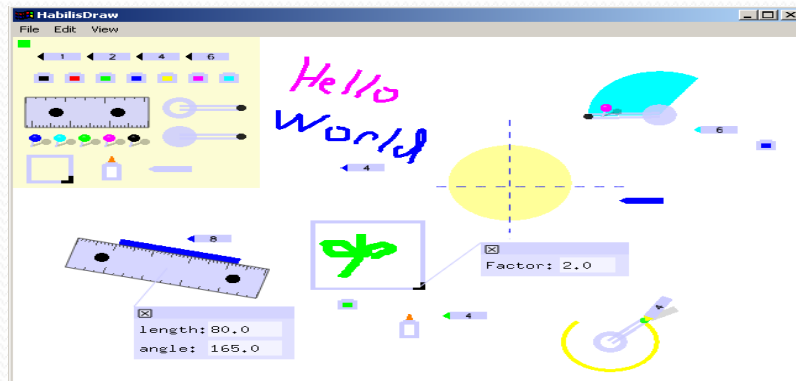 HabilisDraw
File Edit View
1 2 4 6
Hello
World
4
6
8
Factor: 2.0
length: 80.0
angle: 165.0
4
4